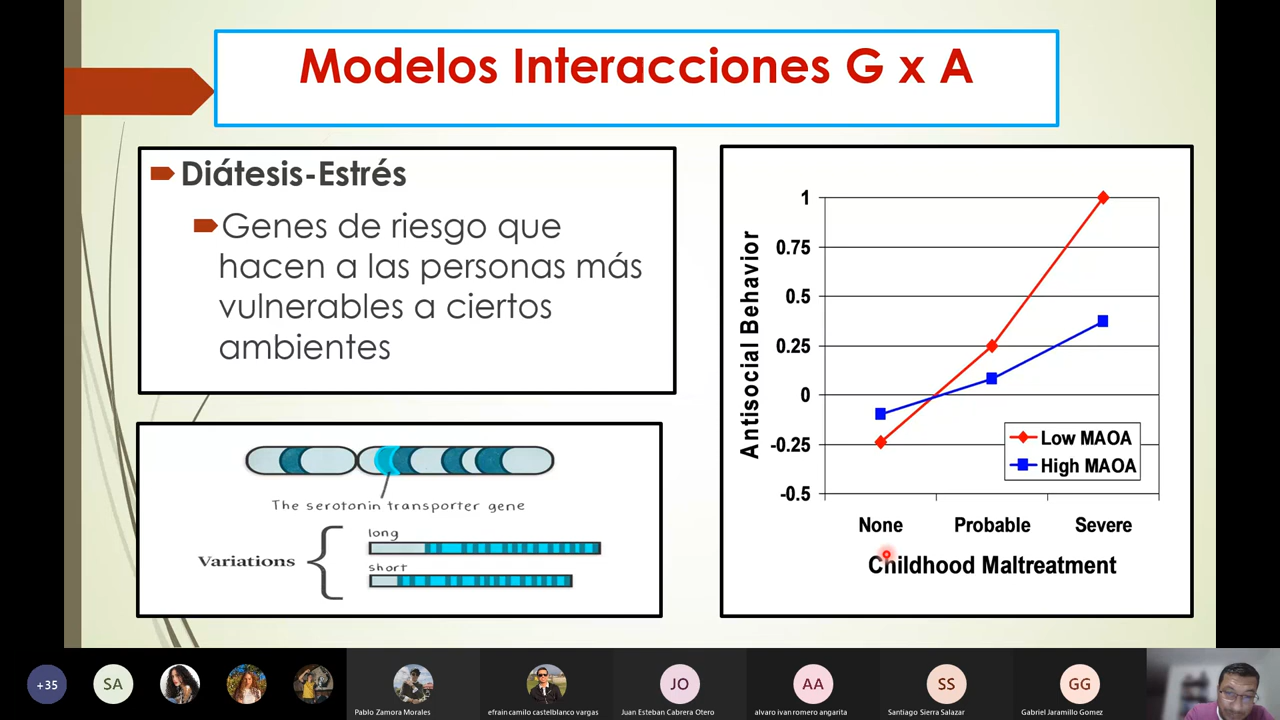 Modelos Interacciones G x A
Diátesis-Estrés
Genes de riesgo que
hacen a las personas más
vulnerables a ciertos
ambientes
The serotonin transporter gene
long
Variations
short
Antisocial Behavior
1
0.75
0.5
0.25
0
-0.25
-0.5
Low MAOA
High MAOA
None Probable Severe
Childhood Maltreatment
+35
SA
JO
AA
SS
GG
Pablo Zamora Morales
efrain camilo castelblanco vargas
Juan Esteban Cabrera Otero
alvaro ivan romero angarita
Santiago Sierra Salazar
Gabriel Jaramillo Gomez